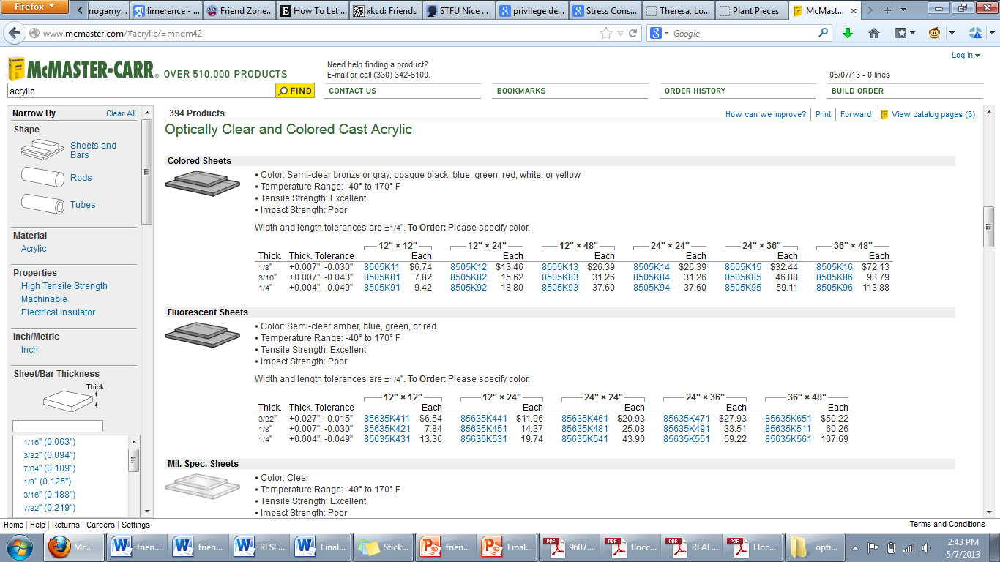 Firefox
mogamy... limerence - ... Friend Zone... How To Let ... xkcd: Friends STFU Nice ... privilege de... Stress Cons... Theresa, Lo... Plant Pieces McMast...
www.mcmaster.com/#acrylic/=mndm42 Google
Log in
McMASTER-CARR® OVER 510,000 PRODUCTS
Need help finding a product?
E-mail or call (330) 342-6100.
05/07/13 - 0 lines
acrylic FIND
CONTACT US BOOKMARKS ORDER HISTORY BUILD ORDER
Narrow By Clear All
Shape
Sheets and
Bars
Rods
Tubes
Material
Acrylic
Properties
High Tensile Strength
Machinable
Electrical Insulator
Inch/Metric
Inch
Sheet/Bar Thickness
Thick.
1/16" (0.063")
3/32" (0.094")
7/64" (0.109")
1/8" (0.125")
3/16" (0.188")
7/32" (0.219")
394 Products How can we improve? Print Forward View catalog pages (3)
Optically Clear and Colored Cast Acrylic
Colored Sheets
• Color: Semi-clear bronze or gray; opaque black, blue, green, red, white, or yellow
• Temperature Range: -40° to 170° F
• Tensile Strength: Excellent
• Impact Strength: Poor
Width and length tolerances are ±1/4". To Order: Please specify color.
12" × 12" 12" × 24" 12" × 48" 24" × 24" 24" × 36" 36" × 48"
Thick. Thick. Tolerance Each Each Each Each Each Each
1/8" +0.007", -0.030" 8505K11 $6.74 8505K12 $13.46 8505K13 $26.39 8505K14 $26.39 8505K15 $32.44 8505K16 $72.13
3/16" +0.007", -0.043" 8505K81 7.82 8505K82 15.62 8505K83 31.26 8505K84 31.26 8505K85 46.88 8505K86 93.79
1/4" +0.004", -0.049" 8505K91 9.42 8505K92 18.80 8505K93 37.60 8505K94 37.60 8505K95 59.11 8505K96 113.88
Fluorescent Sheets
• Color: Semi-clear amber, blue, green, or red
• Temperature Range: -40° to 170° F
• Tensile Strength: Excellent
• Impact Strength: Poor
Width and length tolerances are ±1/4". To Order: Please specify color.
12" × 12" 12" × 24" 24" × 24" 24" × 36" 36" × 48"
Thick. Thick. Tolerance Each Each Each Each Each
3/32" +0.027", -0.015" 85635K411 $6.54 85635K441 $11.96 85635K461 $20.93 85635K471 $27.93 85635K651 $50.22
1/8" +0.007", -0.030" 85635K421 7.84 85635K451 14.37 85635K481 25.08 85635K491 33.51 85635K511 60.26
1/4" +0.004", -0.049" 85635K431 13.36 85635K531 19.74 85635K541 43.90 85635K551 59.22 85635K561 107.69
Mil. Spec. Sheets
• Color: Clear
• Temperature Range: -40° to 170° F
• Tensile Strength: Excellent
• Impact Strength: Poor
Home | Help | Returns | Careers | Settings Terms and Conditions
Mc... frien... frien... RESE... Final... Stick... frien... Final... 9607... flocc... REAL... Floc... opti...
2:43 PM
5/7/2013